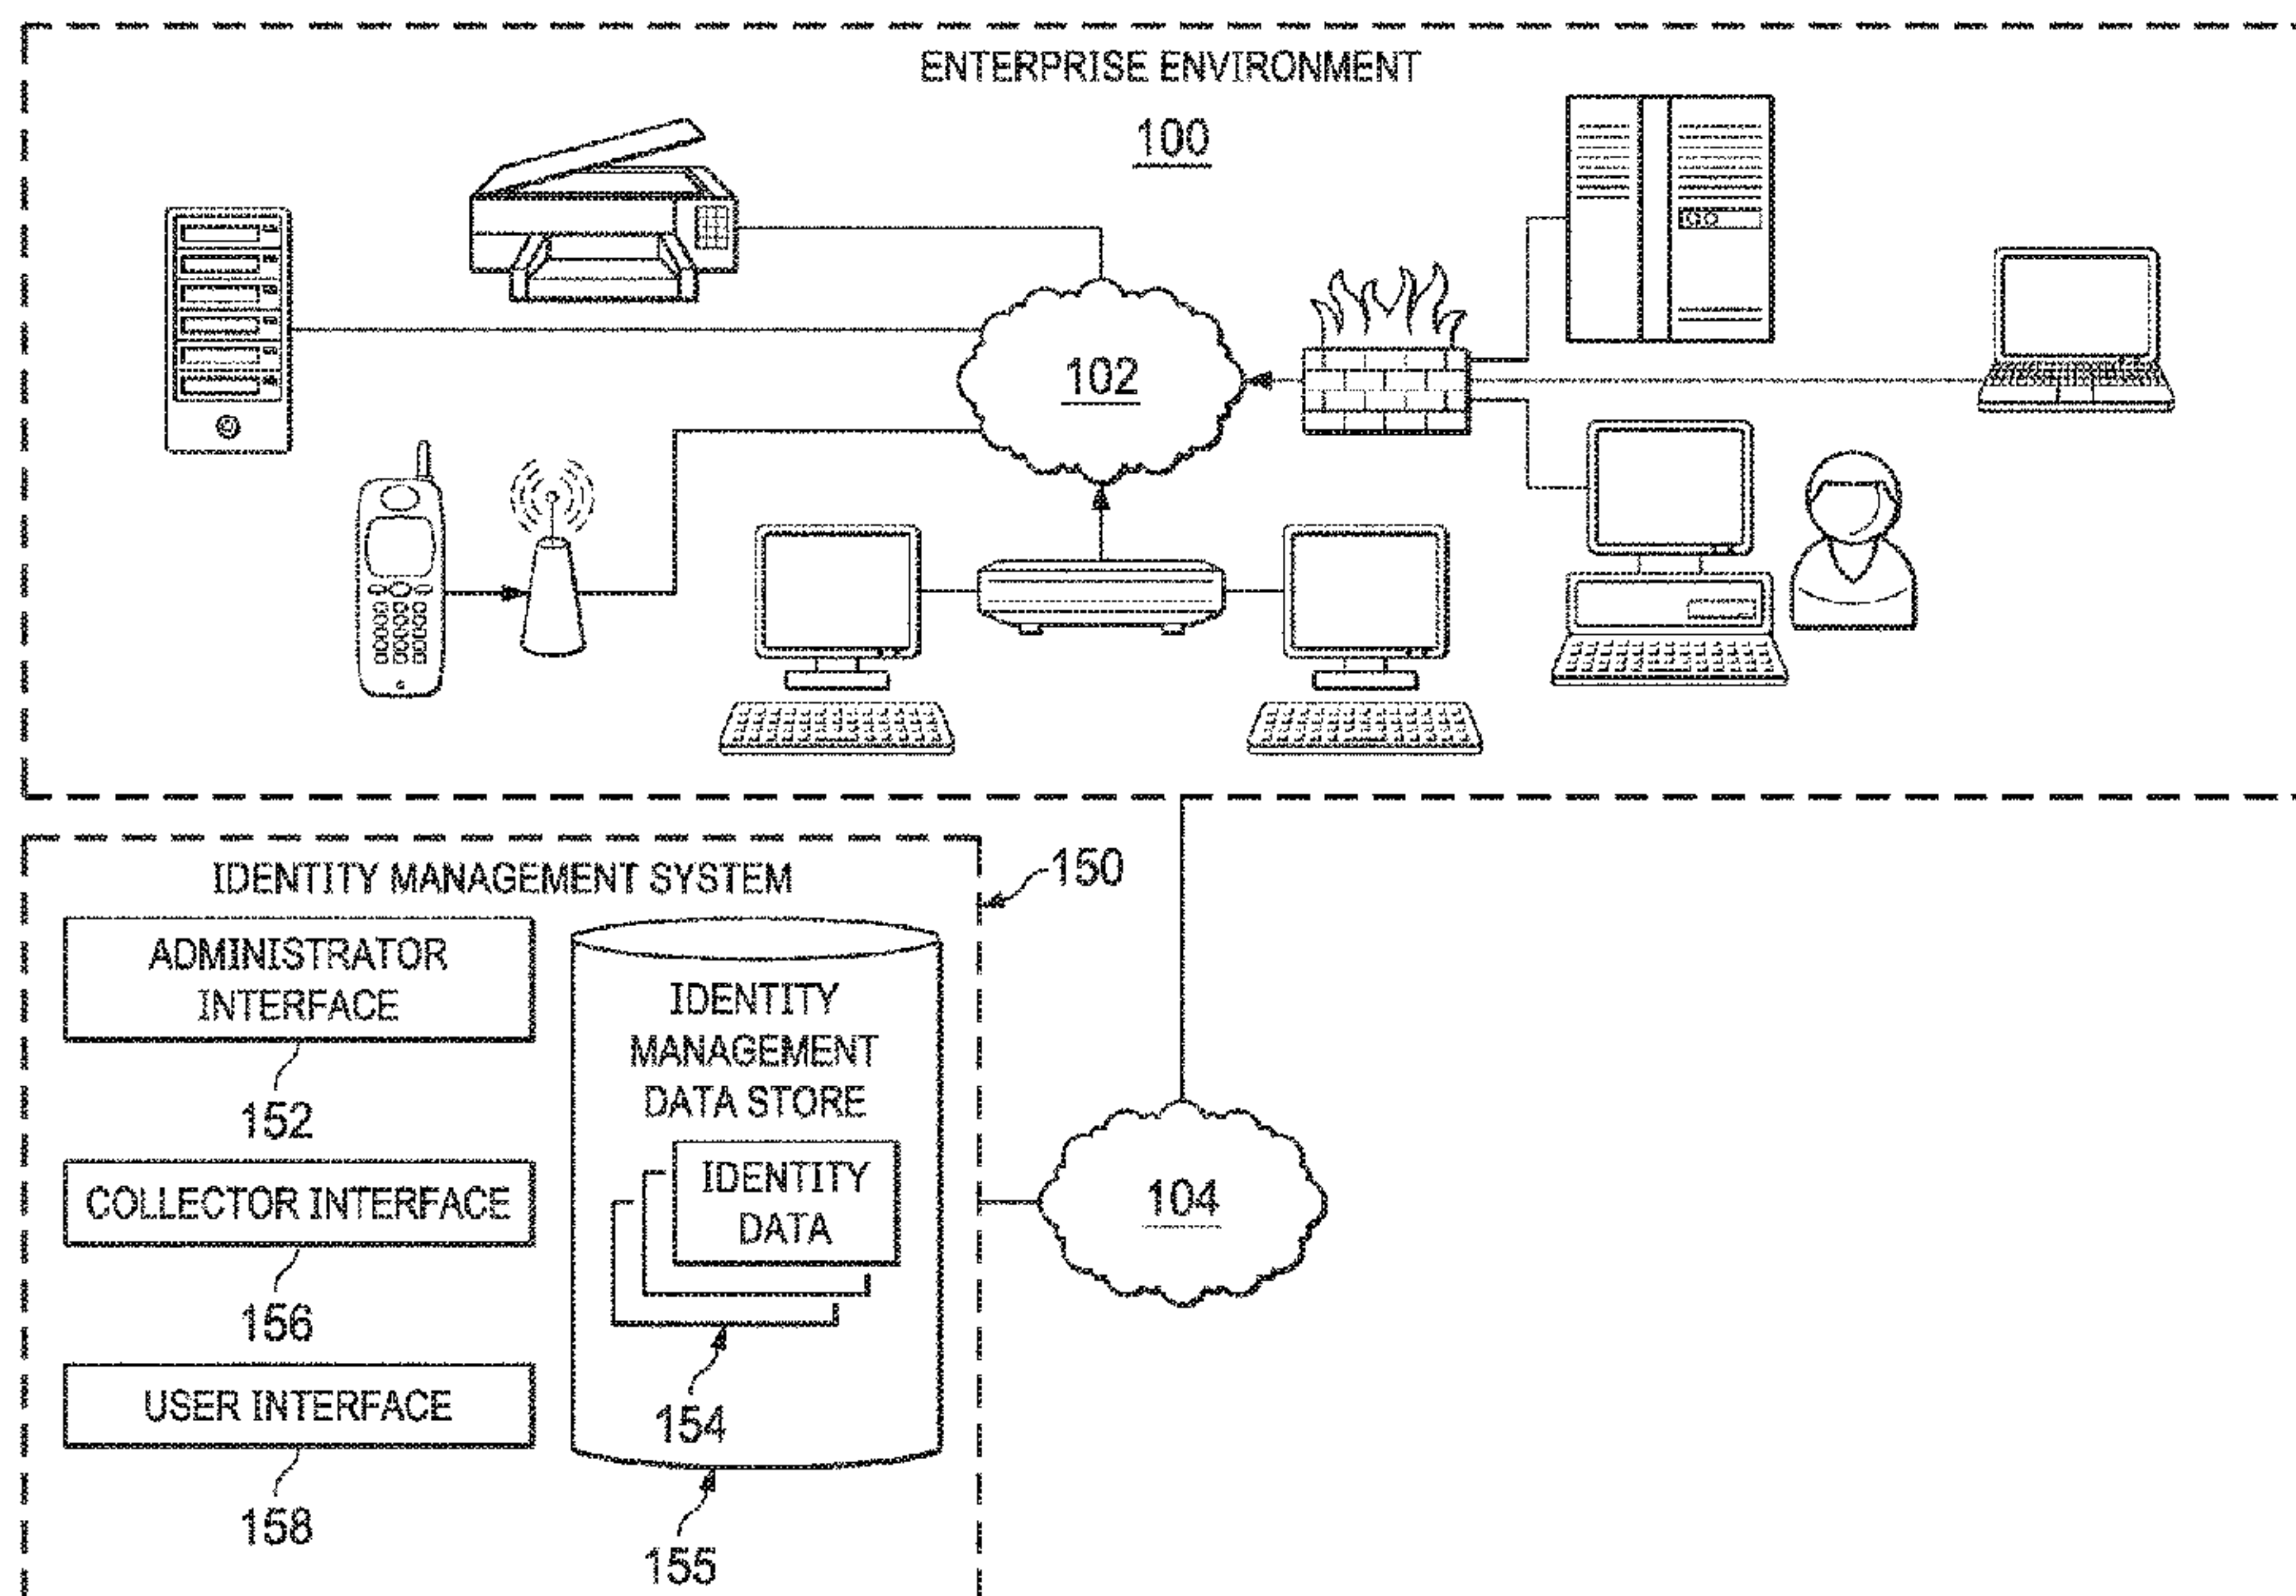 ENTERPRISE ENVIRONMENT
100
102
IDENTITY MANAGEMENT SYSTEM
150
ADMINISTRATOR
INTERFACE
152
COLLECTOR INTERFACE
156
USER INTERFACE
158
IDENTITY
MANAGEMENT
DATA STORE
IDENTITY
DATA
154
155
104